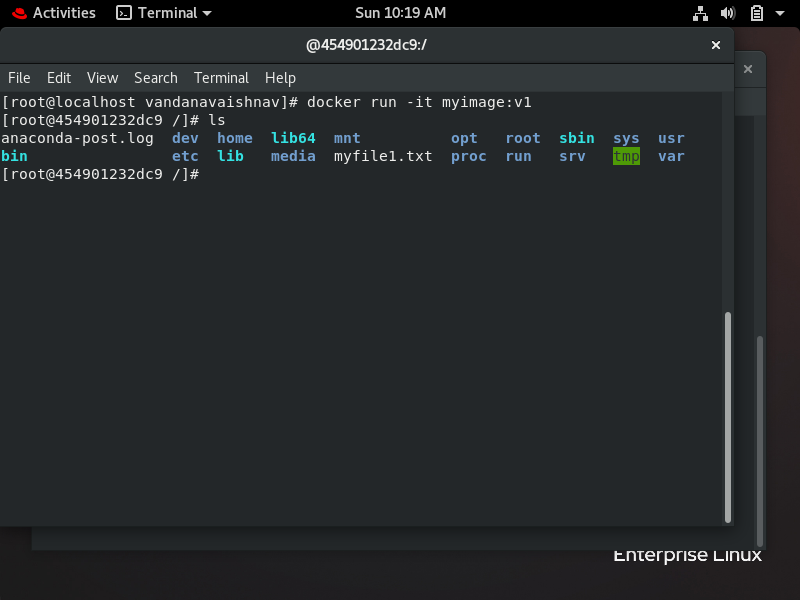 Activities Terminal Sun 10:19 AM
@454901232dc9:/
File Edit View Search Terminal Help
[root@localhost vandanavaishnav]# docker run -it myimage:v1
[root@454901232dc9 /]# ls
anaconda-post.log dev home lib64 mnt opt root sbin sys usr
bin etc lib media myfile1.txt proc run srv tmp var
[root@454901232dc9 /]#
Enterprise Linux